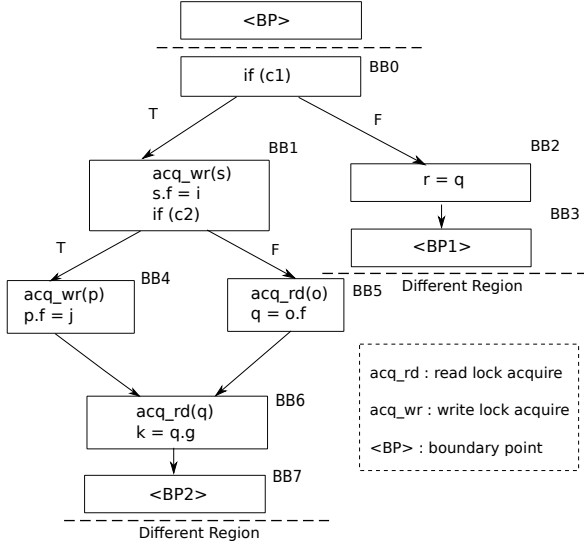 <BP>
if (c1)
BB0
T
F
BB1
BB2
acq_wr(s)
s.f = i
if (c2)
r = q
BB3
<BP1>
T
F
Different Region
BB4
BB5
acq_wr(p)
p.f = j
acq_rd(o)
q = o.f
acq_rd : read lock acquire
acq_wr : write lock acquire
<BP> : boundary point
BB6
acq_rd(q)
k = q.g
BB7
<BP2>
Different Region